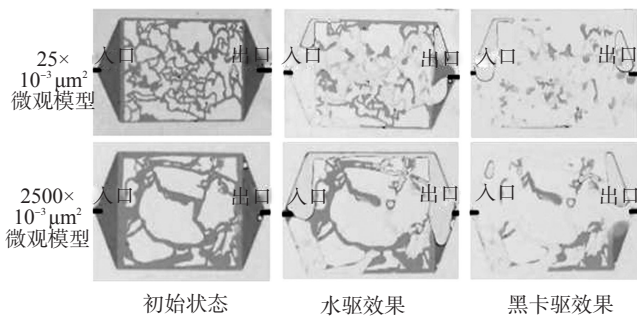 25×
10⁻³ μm²
微观模型
入口
出口
入口
出口
入口
出口
2500×
10⁻³ μm²
微观模型
入口
出口
入口
出口
入口
出口
初始状态
水驱效果
黑卡驱效果